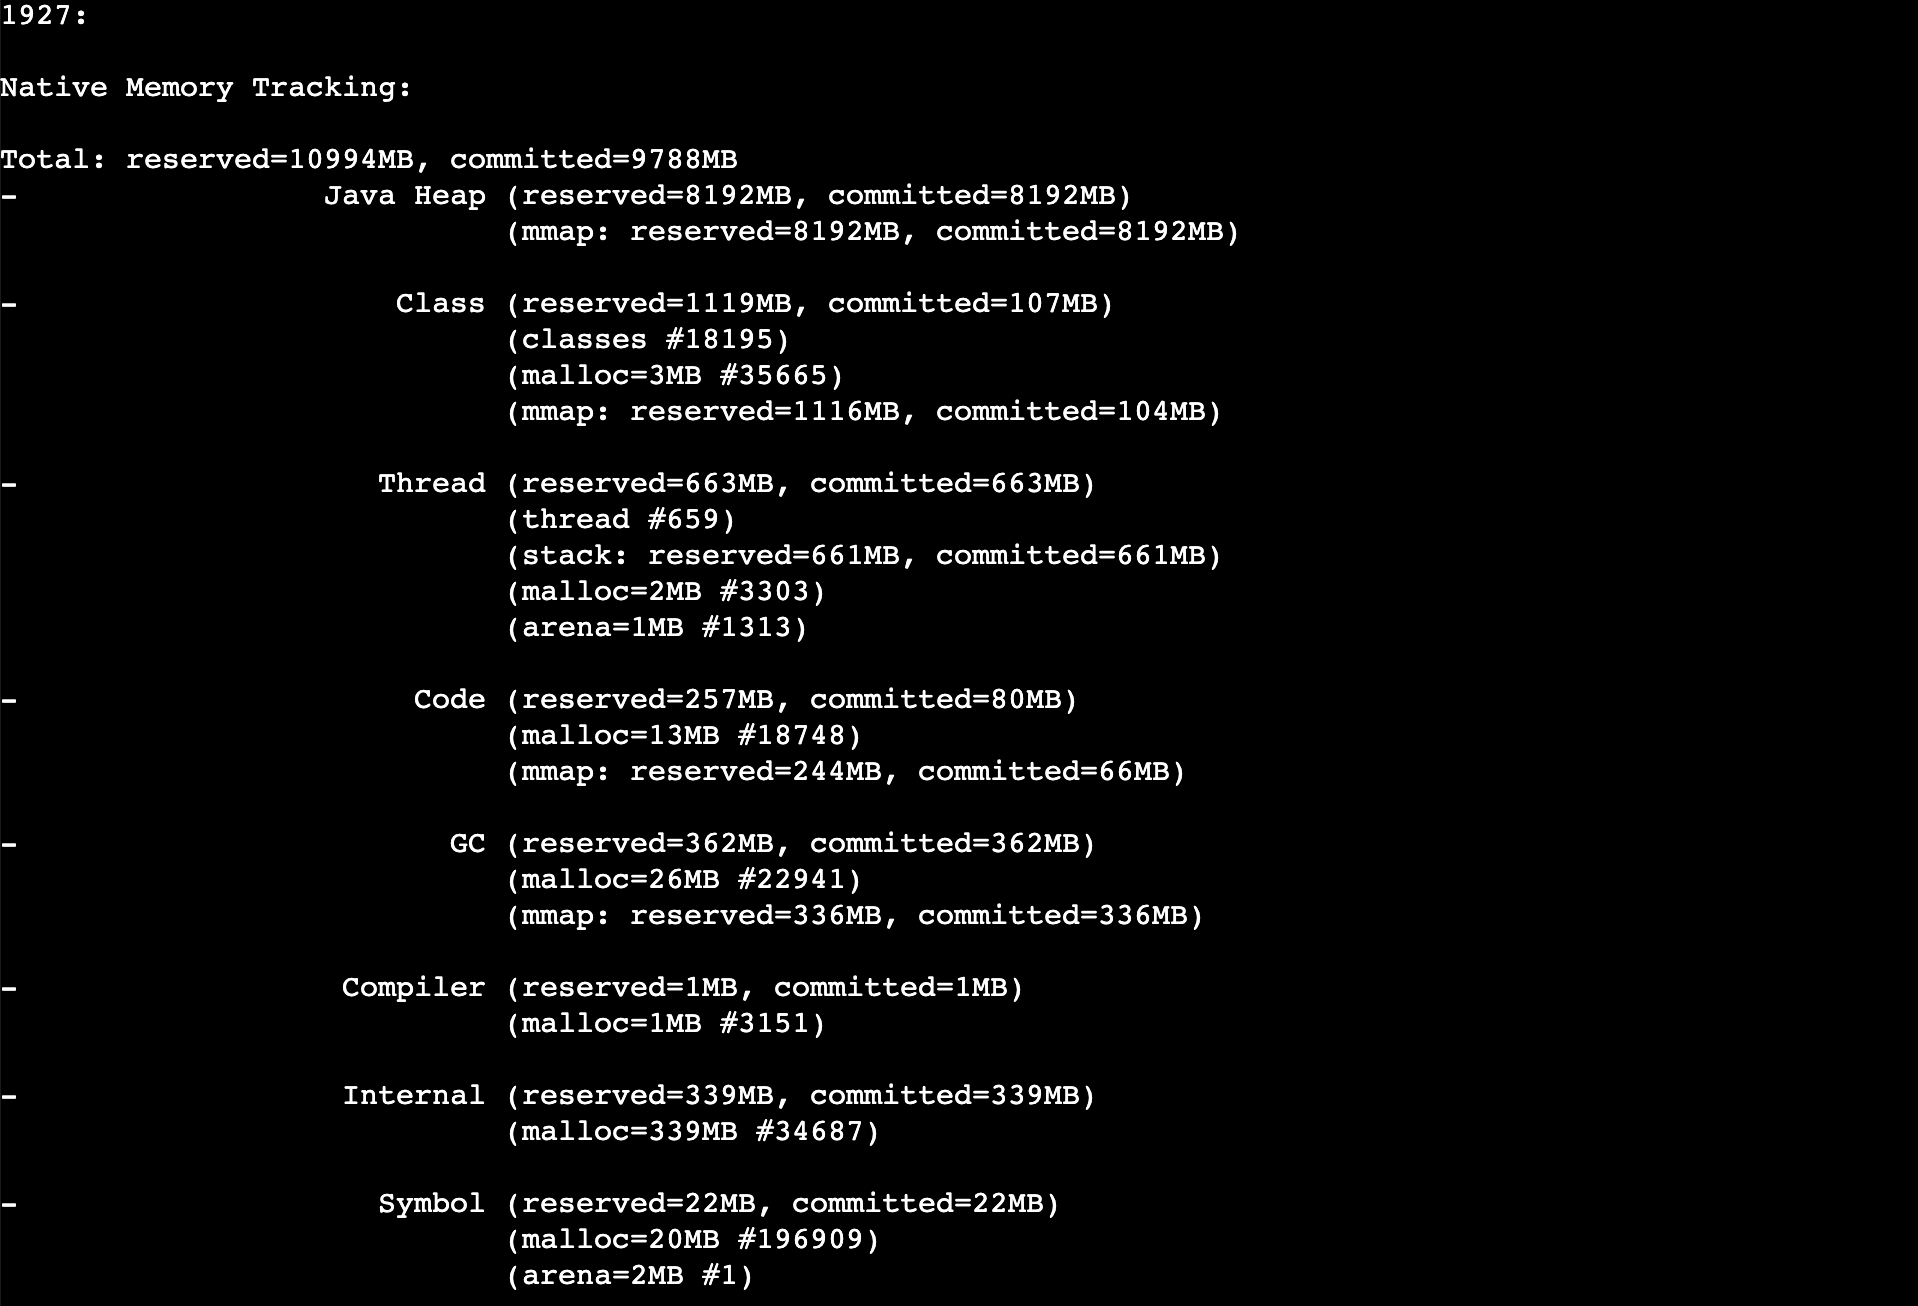 1927:
Native Memory Tracking:
Total: reserved=10994MB, committed=9788MB
- Java Heap (reserved=8192MB, committed=8192MB)
(mmap: reserved=8192MB, committed=8192MB)
- Class (reserved=1119MB, committed=107MB)
(classes #18195)
(malloc=3MB #35665)
(mmap: reserved=1116MB, committed=104MB)
- Thread (reserved=663MB, committed=663MB)
(thread #659)
(stack: reserved=661MB, committed=661MB)
(malloc=2MB #3303)
(arena=1MB #1313)
- Code (reserved=257MB, committed=80MB)
(malloc=13MB #18748)
(mmap: reserved=244MB, committed=66MB)
- GC (reserved=362MB, committed=362MB)
(malloc=26MB #22941)
(mmap: reserved=336MB, committed=336MB)
- Compiler (reserved=1MB, committed=1MB)
(malloc=1MB #3151)
- Internal (reserved=339MB, committed=339MB)
(malloc=339MB #34687)
- Symbol (reserved=22MB, committed=22MB)
(malloc=20MB #196909)
(arena=2MB #1)